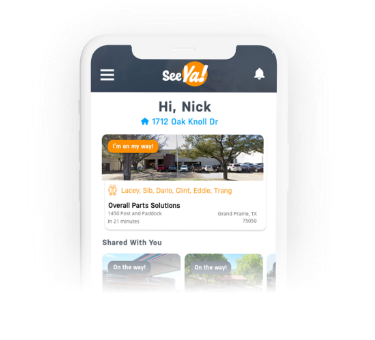 See Ya!
Hi, Nick
1712 Oak Knoll Dr
I'm on my way!
Lacey, Sib, Dario, Clint, Eddie, Trang
Overall Parts Solutions
1450 Post and Paddock
Grand Prairie, TX
in 21 minutes
75050
Shared With You
On the way!
On the way!